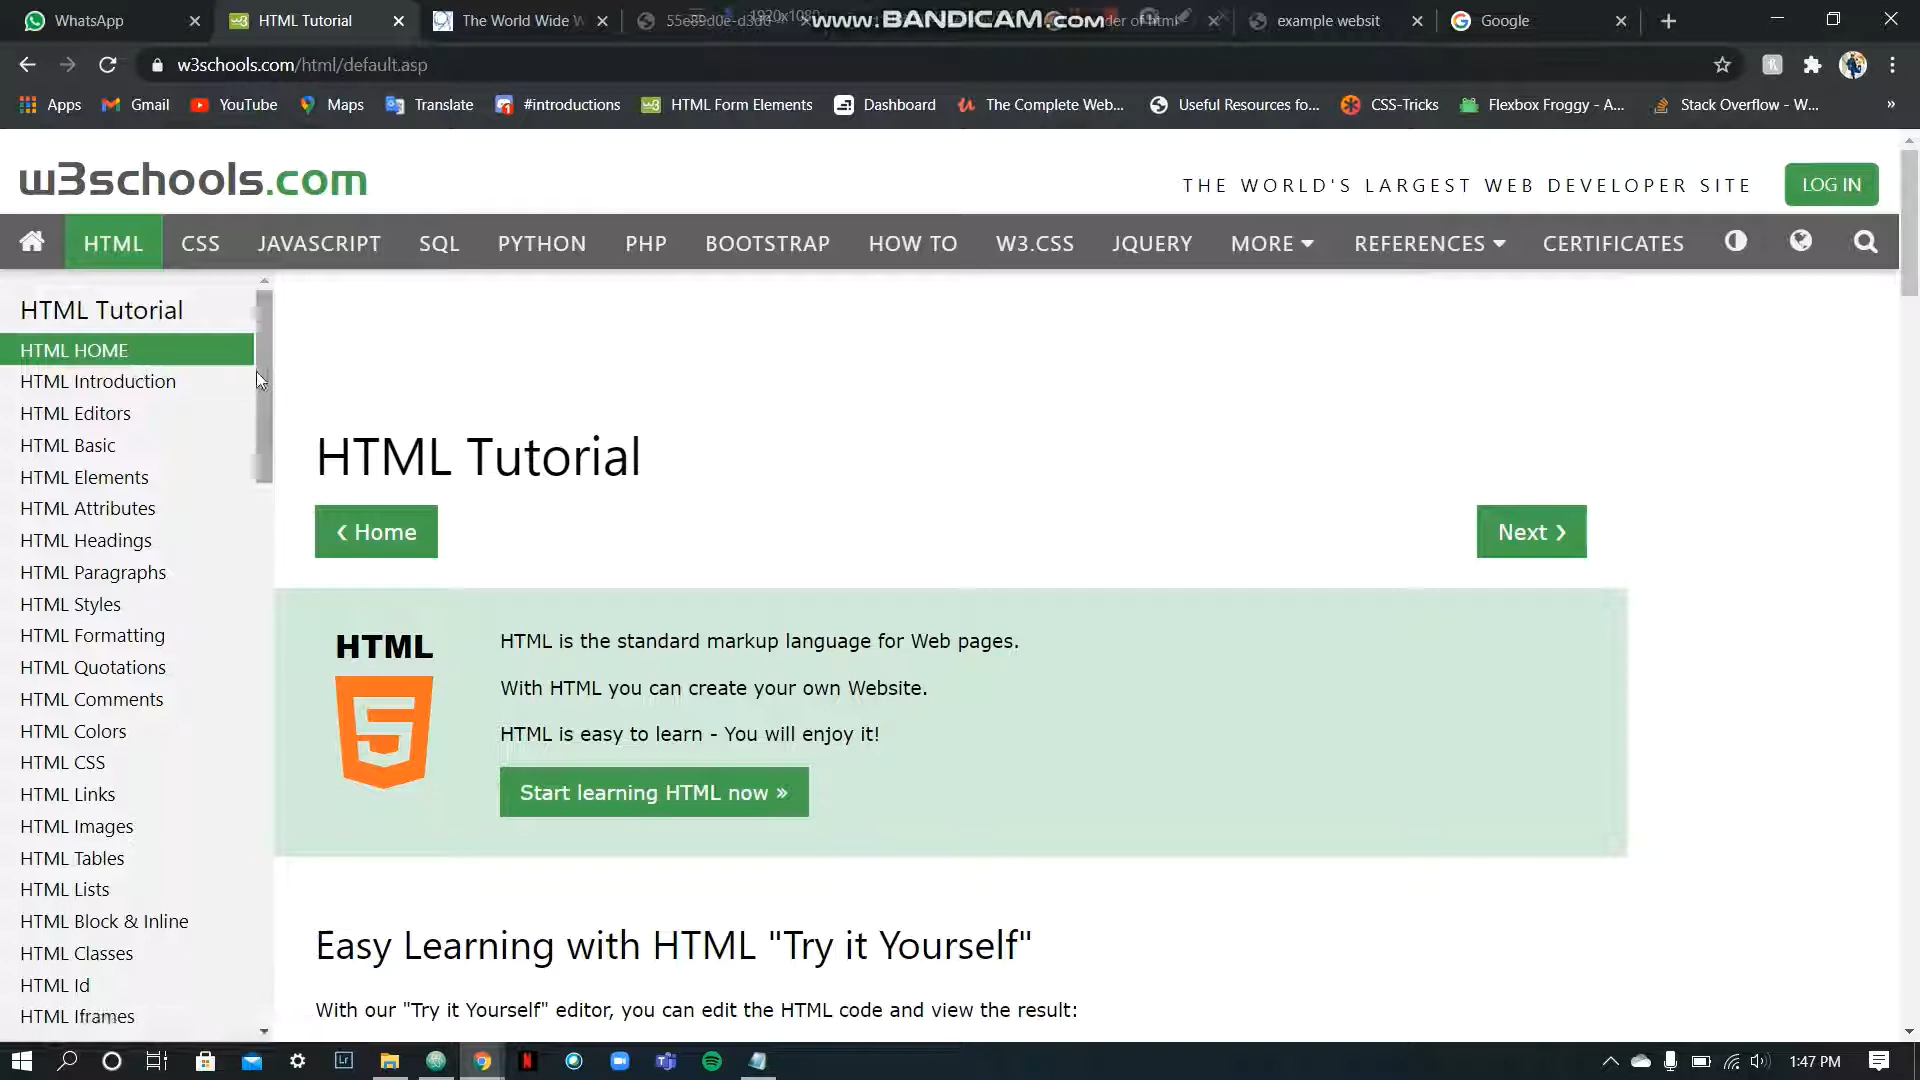 WhatsApp
HTML Tutorial
The World Wide W
55e89d0e-d3d0
1920x1080
www.BANDICAM.com
der of html
example websit
Google
w3schools.com/html/default.asp
Apps
Gmail
YouTube
Maps
Translate
#introductions
HTML Form Elements
Dashboard
The Complete Web...
Useful Resources fo...
CSS-Tricks
Flexbox Froggy - A...
Stack Overflow - W...
»
w3schools.com
THE WORLD'S LARGEST WEB DEVELOPER SITE
LOG IN
HTML
CSS
JAVASCRIPT
SQL
PYTHON
PHP
BOOTSTRAP
HOW TO
W3.CSS
JQUERY
MORE
REFERENCES
CERTIFICATES
HTML Tutorial
HTML HOME
HTML Introduction
HTML Editors
HTML Basic
HTML Elements
HTML Attributes
HTML Headings
HTML Paragraphs
HTML Styles
HTML Formatting
HTML Quotations
HTML Comments
HTML Colors
HTML CSS
HTML Links
HTML Images
HTML Tables
HTML Lists
HTML Block & Inline
HTML Classes
HTML Id
HTML Iframes
HTML Tutorial
❮ Home
Next ❯
HTML
5
HTML is the standard markup language for Web pages.
With HTML you can create your own Website.
HTML is easy to learn - You will enjoy it!
Start learning HTML now »
Easy Learning with HTML "Try it Yourself"
With our "Try it Yourself" editor, you can edit the HTML code and view the result:
Lr
1:47 PM